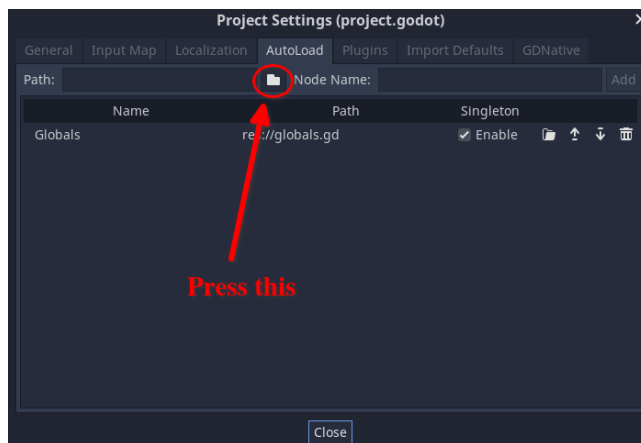 Project Settings (project.godot)
General Input Map Localization AutoLoad Plugins Import Defaults GDNative
Path: Node Name: Add
Name Path Singleton
Globals res://globals.gd Enable
Press this
Close